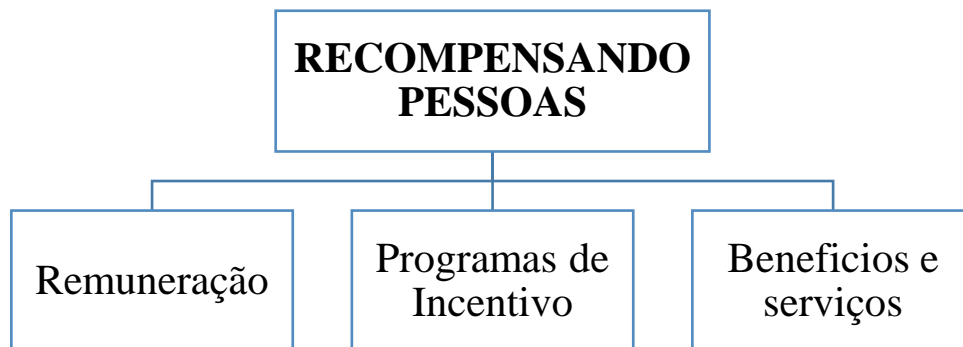 RECOMPENSANDO
PESSOAS
Remuneração
Programas de
Incentivo
Beneficios e
serviços